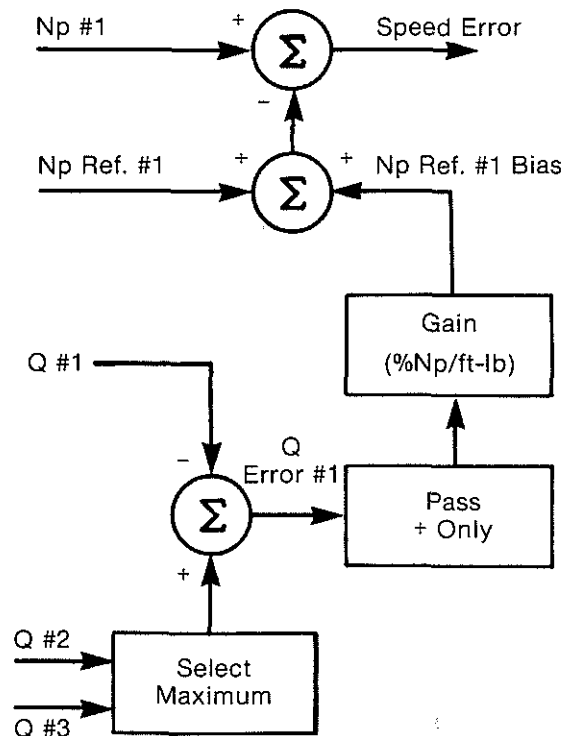 Np #1
+
Σ
Speed Error
-
Np Ref. #1
+
Σ
+
Np Ref. #1 Bias
Gain
(%Np/ft-lb)
Q #1
-
Q
Error #1
Σ
Pass
+ Only
+
Q #2
Q #3
Select
Maximum